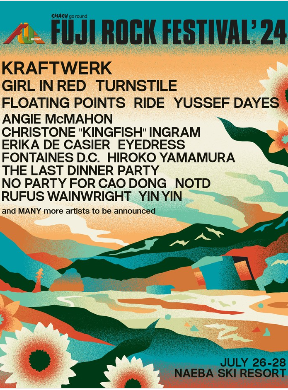 go round
FUJI ROCK FESTIVAL’24
KRAFTWERK
GIRL IN RED TURNSTILE
FLOATING POINTS RIDE YUSSEF DAYES
ANGIE McMAHON
CHRISTONE "KINGFISH" INGRAM
ERIKA DE CASIER EYEDRESS
FONTAINES D.C. HIROKO YAMAMURA
THE LAST DINNER PARTY
NO PARTY FOR CAO DONG NOTD
RUFUS WAINWRIGHT YIN YIN
and MANY more artists to be announced
JULY 26-28
NAEBA SKI RESORT